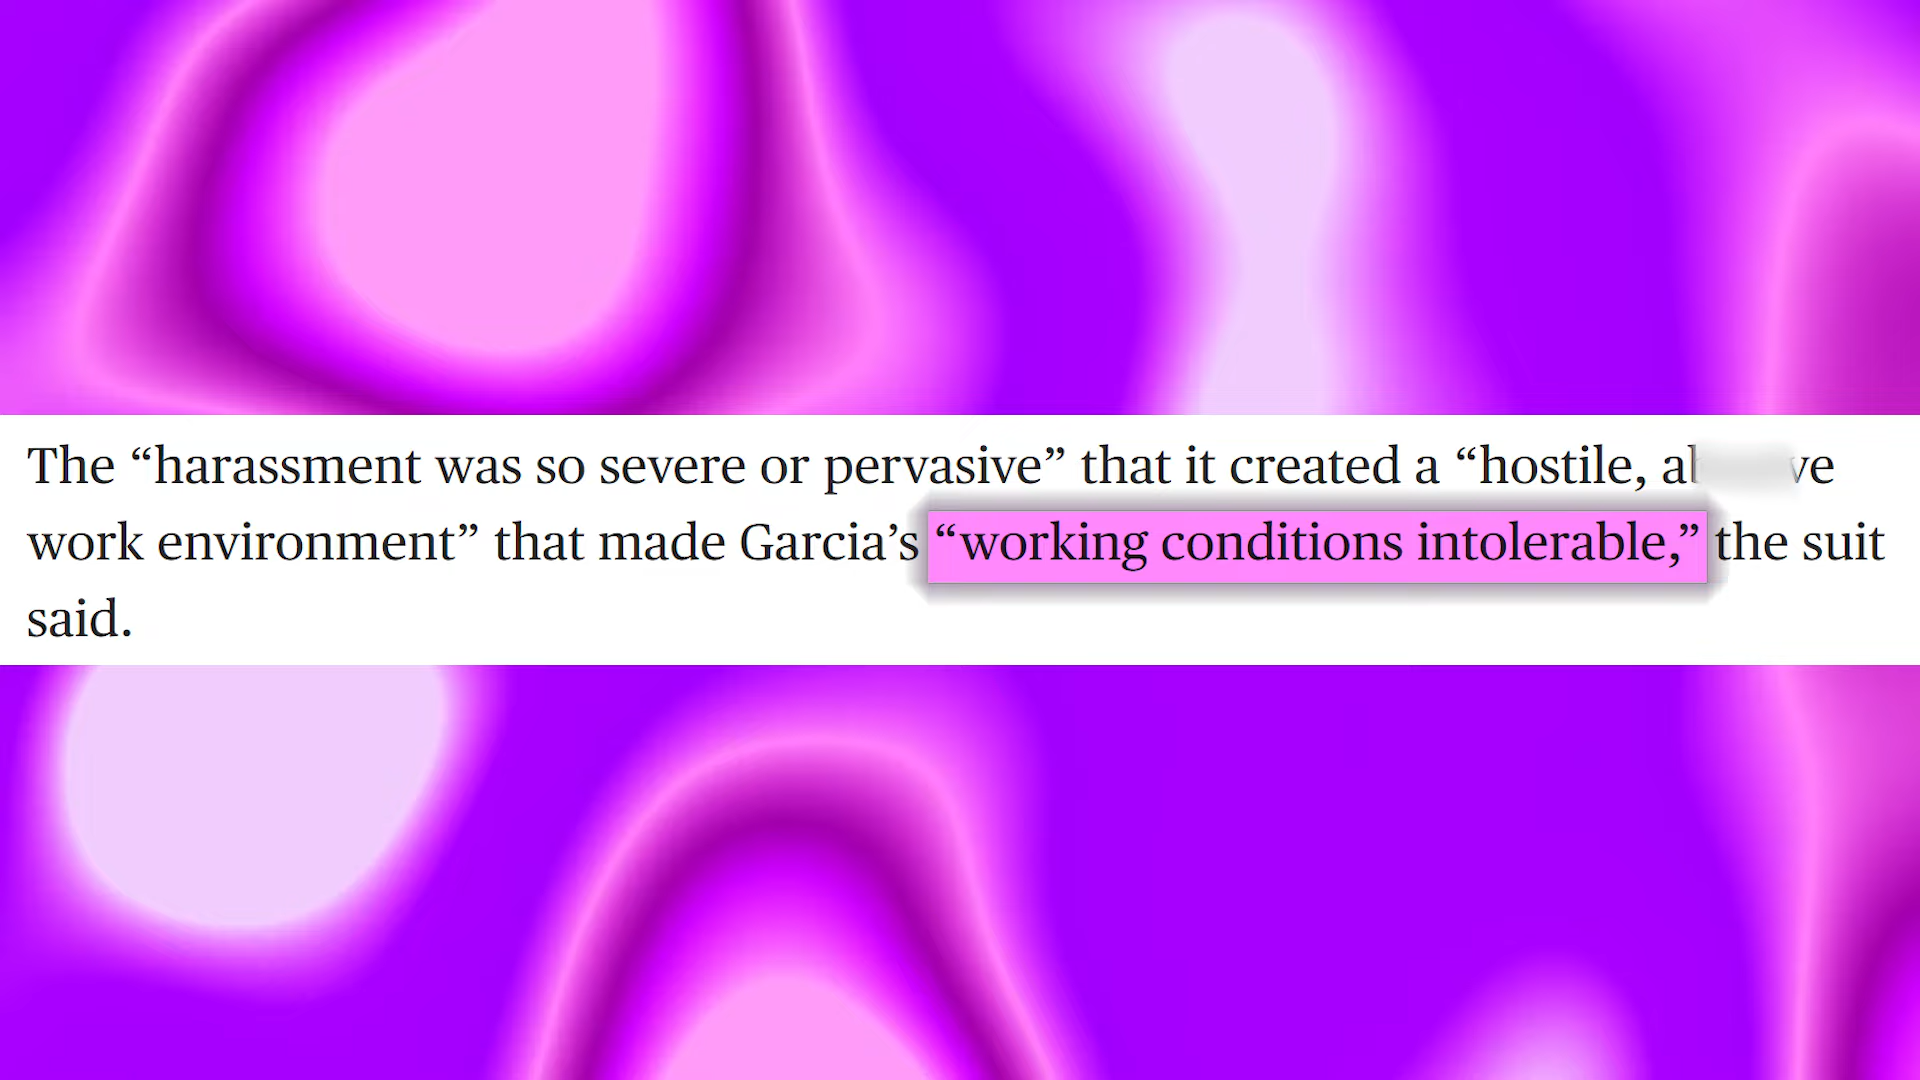 The “harassment was so severe or pervasive” that it created a “hostile,
work environment” that made Garcia’s “working conditions intolerable,” the suit
said.